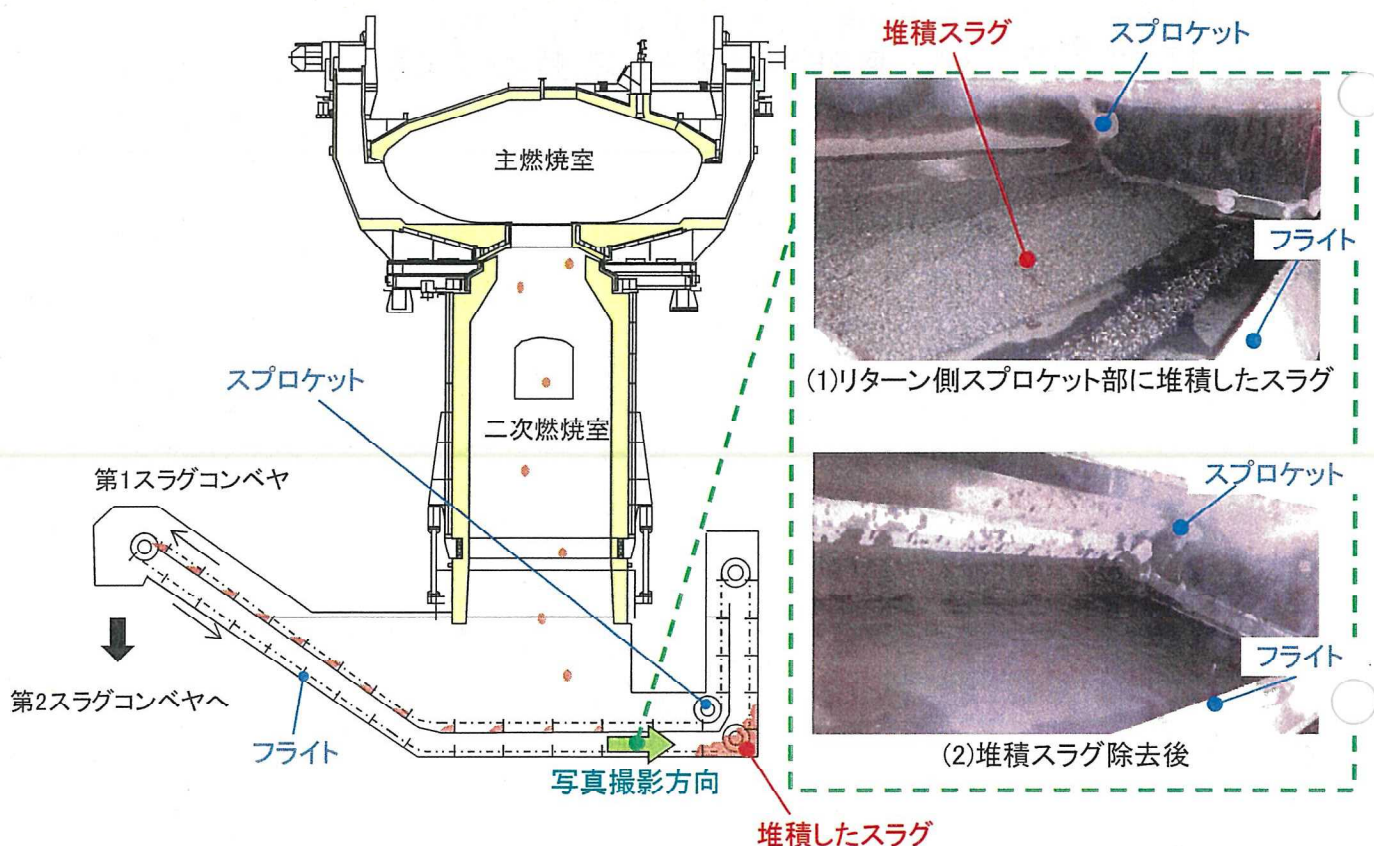 堆積スラグ
スプロケット
主燃焼室
フライト
(1)リターン側スプロケット部に堆積したスラグ
スプロケット
二次燃焼室
第1スラグコンベヤ
スプロケット
フライト
第2スラグコンベヤへ
フライト
(2)堆積スラグ除去後
写真撮影方向
堆積したスラグ